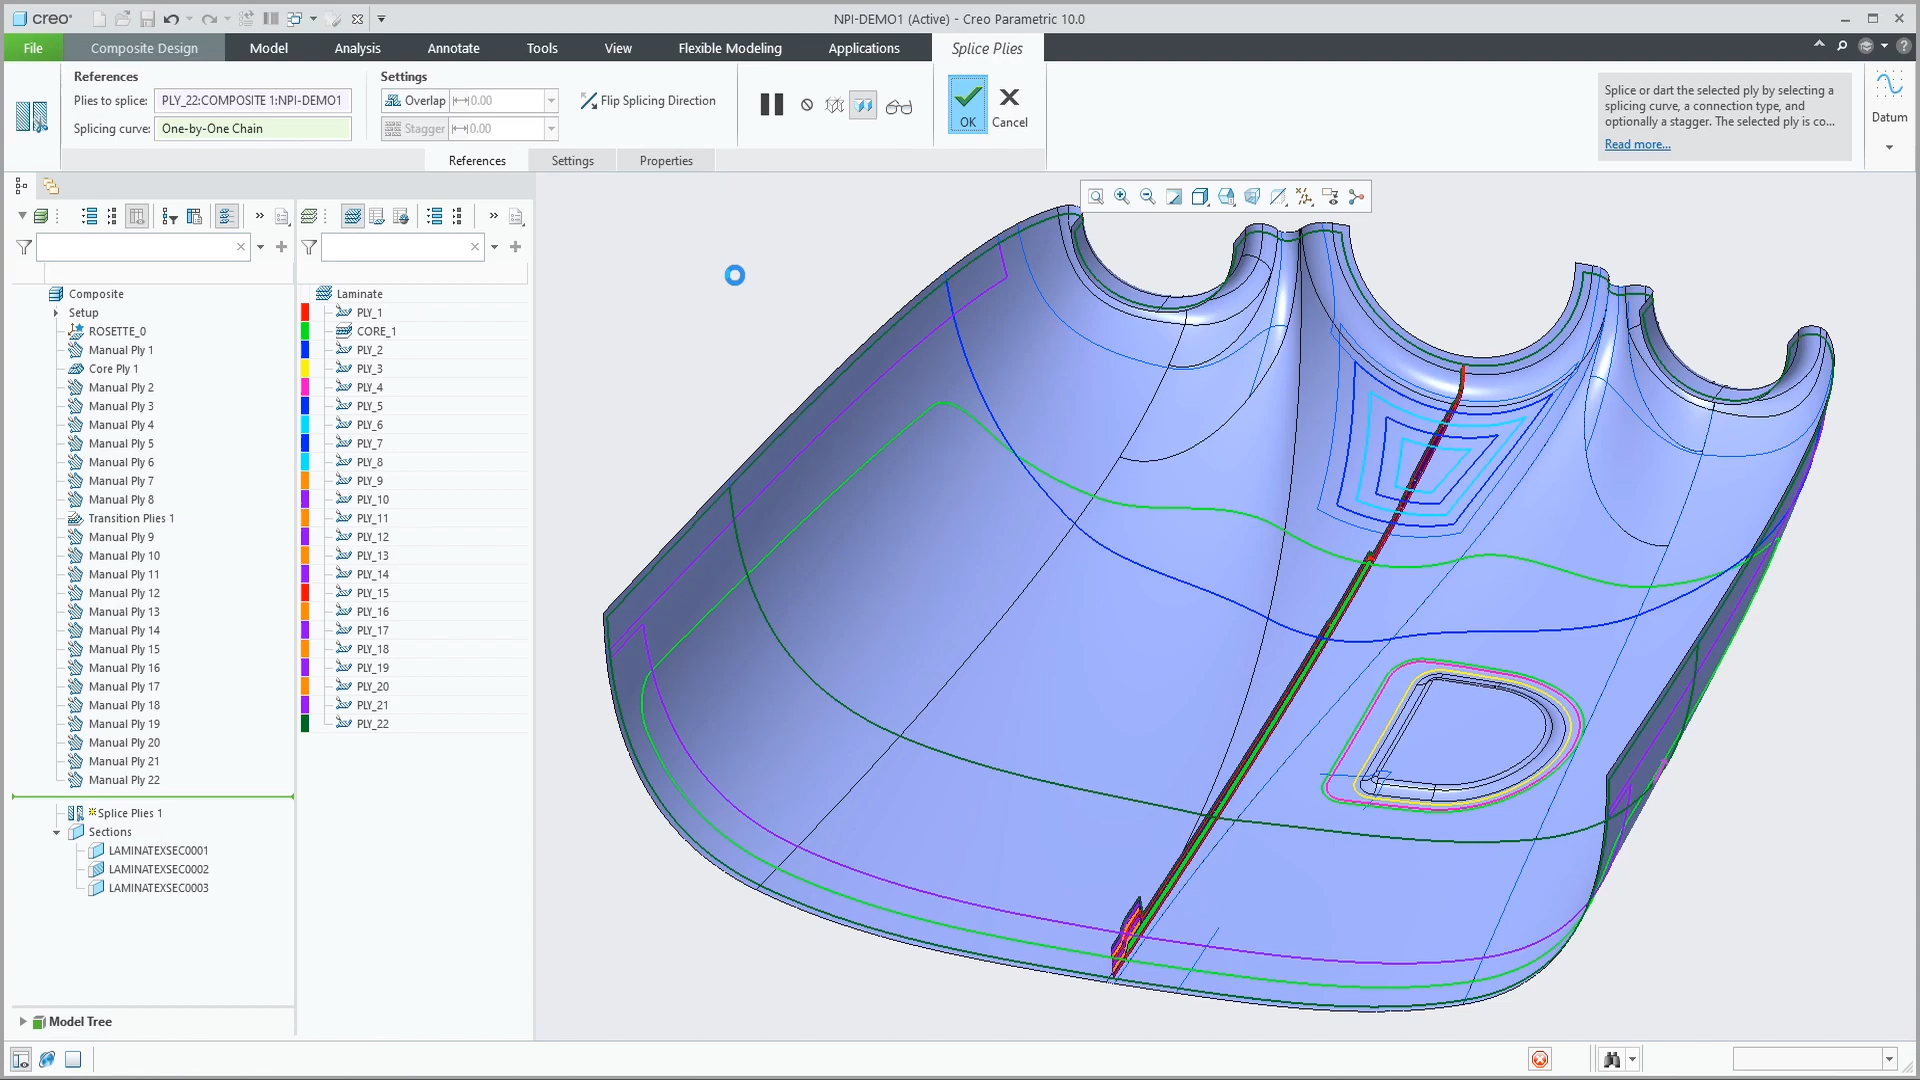 creo°
NPI-DEMO1 (Active) - Creo Parametric 10.0
File
Composite Design
Model
Analysis
Annotate
Tools
View
Flexible Modeling
Applications
Splice Plies
References
Plies to splice:
PLY_22:COMPOSITE 1:NPI-DEMO1
Splicing curve:
One-by-One Chain
Settings
Overlap
0.00
Stagger
0.00
Flip Splicing Direction
OK
Cancel
Splice or dart the selected ply by selecting a
splicing curve, a connection type, and
optionally a stagger. The selected ply is co...
Read more...
Datum
References
Settings
Properties
Composite
Setup
ROSETTE_0
Manual Ply 1
Core Ply 1
Manual Ply 2
Manual Ply 3
Manual Ply 4
Manual Ply 5
Manual Ply 6
Manual Ply 7
Manual Ply 8
Transition Plies 1
Manual Ply 9
Manual Ply 10
Manual Ply 11
Manual Ply 12
Manual Ply 13
Manual Ply 14
Manual Ply 15
Manual Ply 16
Manual Ply 17
Manual Ply 18
Manual Ply 19
Manual Ply 20
Manual Ply 21
Manual Ply 22
Splice Plies 1
Sections
LAMINATEXSEC0001
LAMINATEXSEC0002
LAMINATEXSEC0003
Model Tree
Laminate
PLY_1
CORE_1
PLY_2
PLY_3
PLY_4
PLY_5
PLY_6
PLY_7
PLY_8
PLY_9
PLY_10
PLY_11
PLY_12
PLY_13
PLY_14
PLY_15
PLY_16
PLY_17
PLY_18
PLY_19
PLY_20
PLY_21
PLY_22